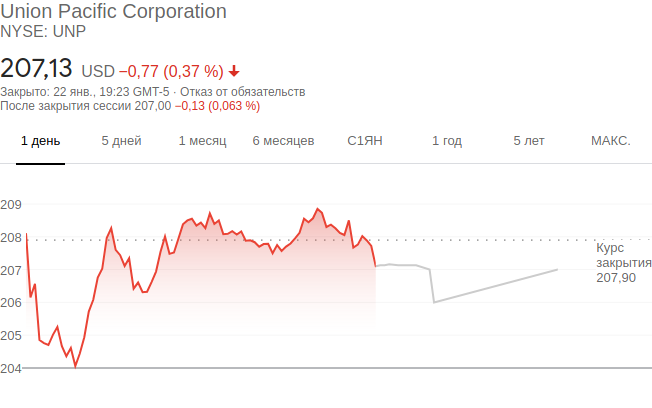 Union Pacific Corporation
NYSE: UNP
207,13 USD −0,77 (0,37 %)
Закрыто: 22 янв., 19:23 GMT-5 · Отказ от обязательств
После закрытия сессии 207,00 −0,13 (0,063 %)
1 день 5 дней 1 месяц 6 месяцев С1ЯН 1 год 5 лет МАКС.
209
208
Курс
закрытия
207,90
207
206
205
204